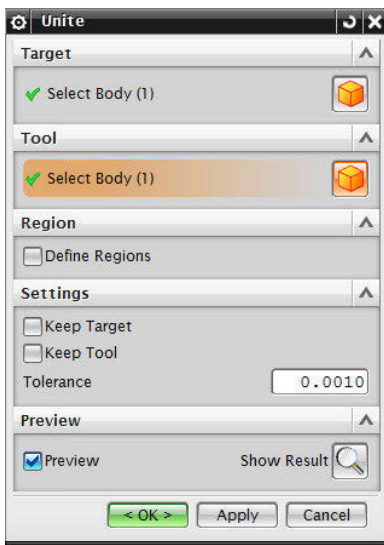 Unite
Target
Select Body (1)
Tool
Select Body (1)
Region
Define Regions
Settings
Keep Target
Keep Tool
Tolerance 0.0010
Preview
Preview Show Result
< OK > Apply Cancel